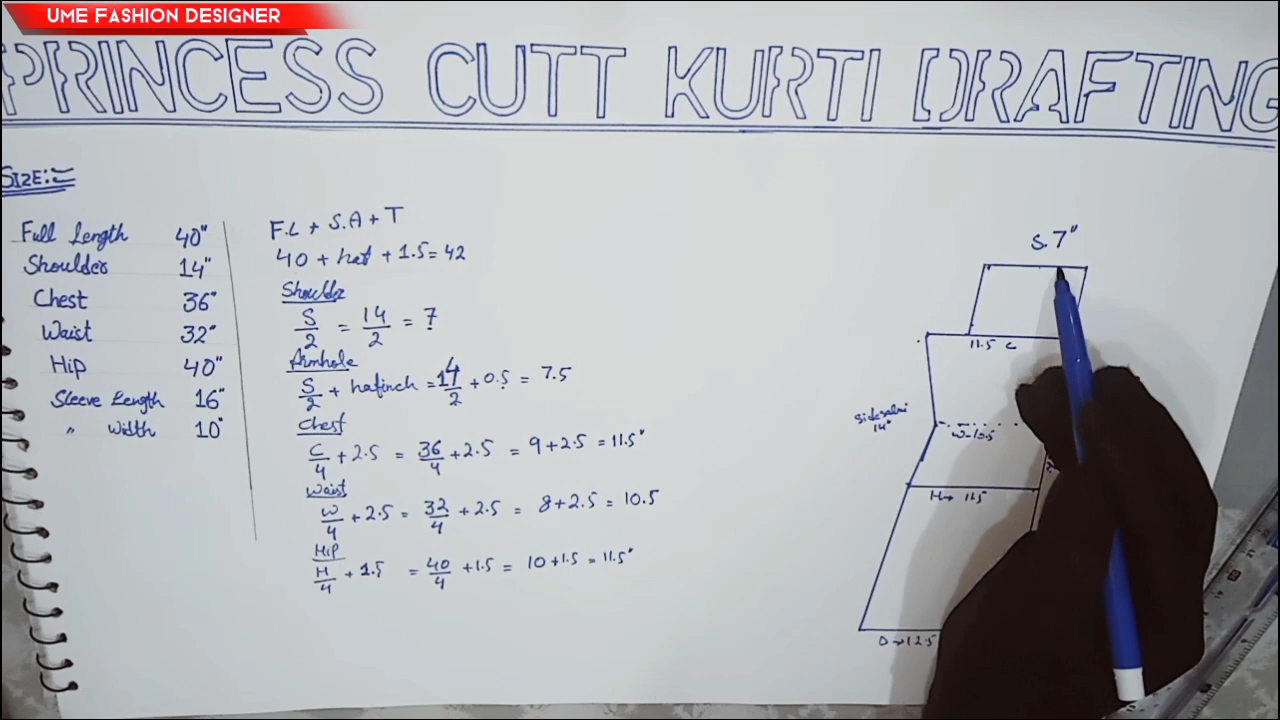 UME FASHION DESIGNER
PRINCESS CUTT KURTI DRAFTING
SIZE:=
Full Length 40"
Shoulder 14"
Chest 36"
Waist 32"
Hip 40"
Sleeve Length 16"
" Width 10"
F.L + S.A + T
40 + haf + 1.5 = 42
Shoulder
S/2 = 14/2 = 7
Armhole
S/2 + hafinch = 14/2 + 0.5 = 7.5
Chest
C/4 + 2.5 = 36/4 + 2.5 = 9 + 2.5 = 11.5"
Waist
W/4 + 2.5 = 32/4 + 2.5 = 8 + 2.5 = 10.5
Hip
H/4 + 1.5 = 40/4 + 1.5 = 10 + 1.5 = 11.5"
S. 7"
11.5 C
14"
W-10.5
H→ 11.5
D→12.5